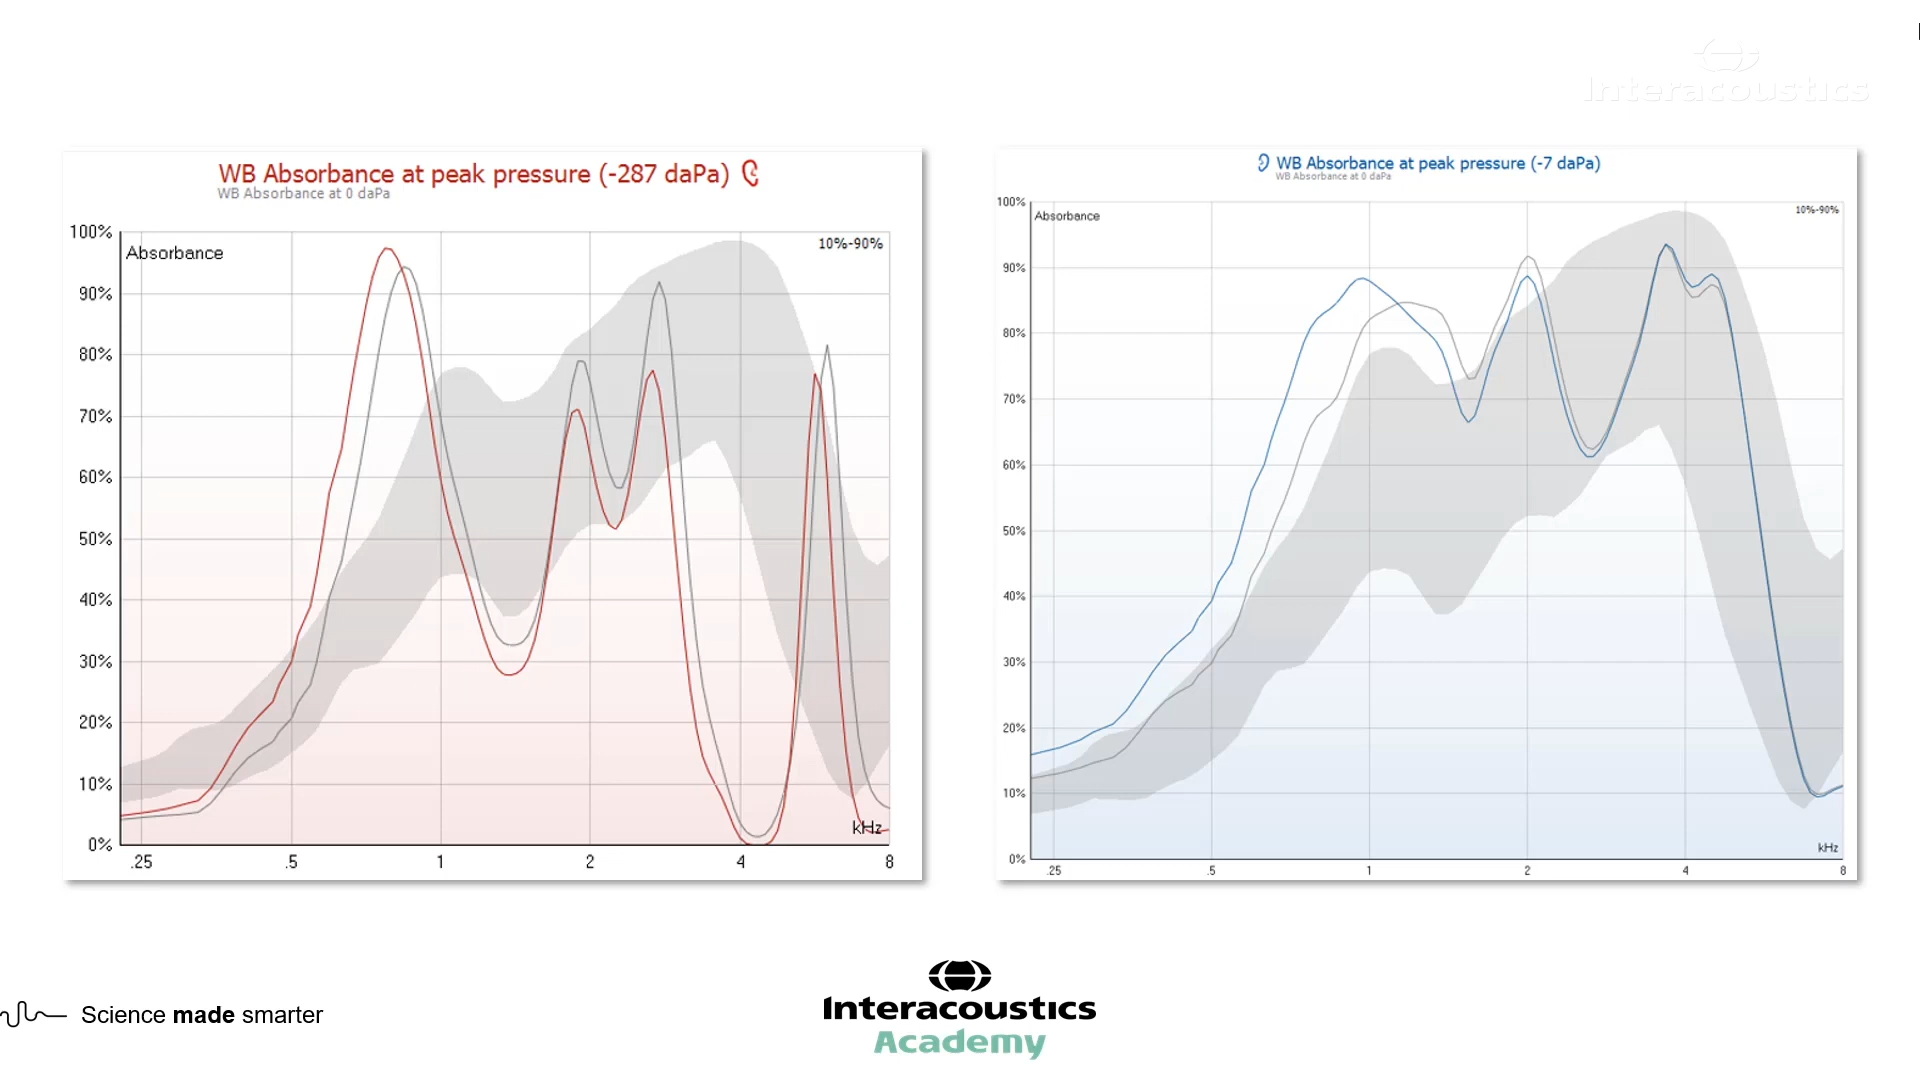 Interacoustics
WB Absorbance at peak pressure (-287 daPa)
WB Absorbance at 0 daPa
100%
Absorbance
10%-90%
90%
80%
70%
60%
50%
40%
30%
20%
10%
kHz
0%
.25 .5 1 2 4 8
WB Absorbance at peak pressure (-7 daPa)
WB Absorbance at 0 daPa
100%
Absorbance
10%-90%
90%
80%
70%
60%
50%
40%
30%
20%
10%
kHz
0%
.25 .5 1 2 4 8
Science made smarter
Interacoustics
Academy